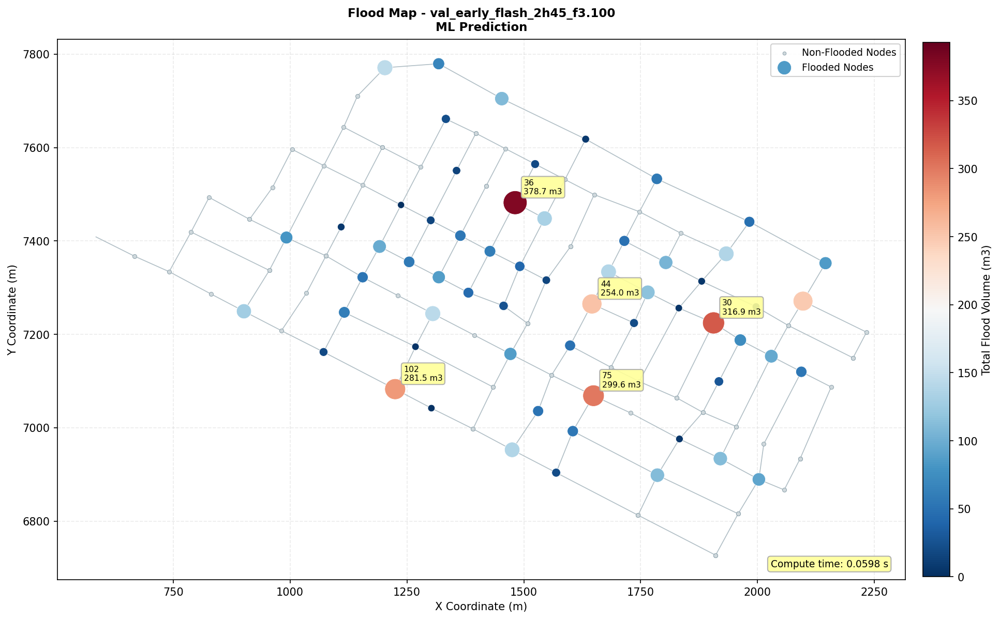 Flood Map - val_early_flash_2h45_f3.100
ML Prediction
Non-Flooded Nodes
Flooded Nodes
36
378.7 m3
44
254.0 m3
30
316.9 m3
102
281.5 m3
75
299.6 m3
Compute time: 0.0598 s
7800
7600
7400
7200
7000
6800
Y Coordinate (m)
750
1000
1250
1500
1750
2000
2250
X Coordinate (m)
350
300
250
200
150
100
50
0
Total Flood Volume (m3)